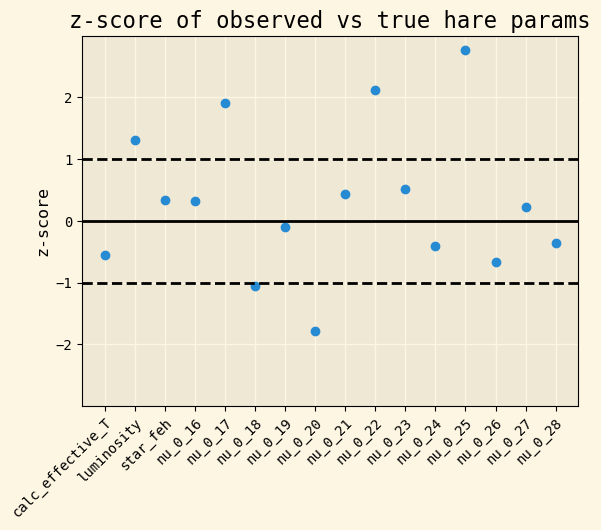 z-score of observed vs true hare params
z-score
2
1
0
−1
−2
calc_effective_T
luminosity
star_feh
nu_0_16
nu_0_17
nu_0_18
nu_0_19
nu_0_20
nu_0_21
nu_0_22
nu_0_23
nu_0_24
nu_0_25
nu_0_26
nu_0_27
nu_0_28